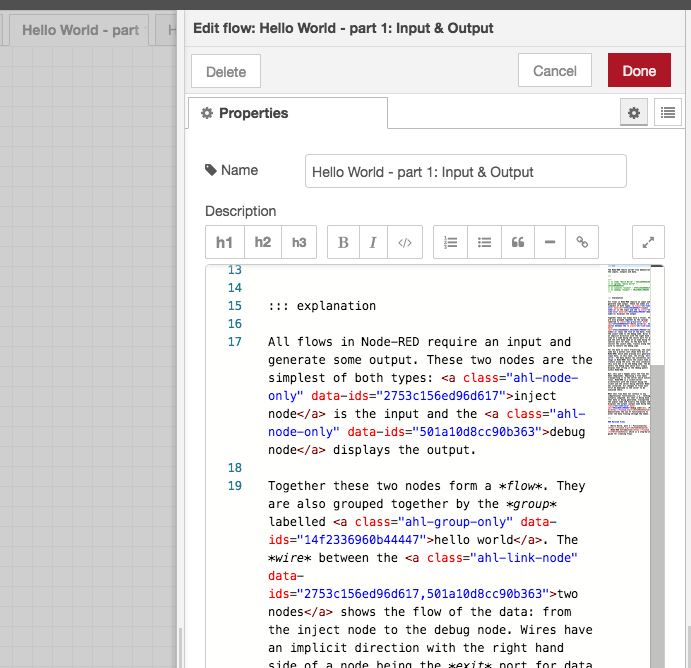 Hello World - part
H
Edit flow: Hello World - part 1: Input & Output
Delete
Cancel
Done
Properties
Name
Hello World - part 1: Input & Output
Description
h1 h2 h3 B I </>
13
14
15 ::: explanation
16
17 All flows in Node-RED require an input and
generate some output. These two nodes are the
simplest of both types: <a class="ahl-node-
only" data-ids="2753c156ed96d617">inject
node</a> is the input and the <a class="ahl-
node-only" data-ids="501a10d8cc90b363">debug
node</a> displays the output.
18
19 Together these two nodes form a *flow*. They
are also grouped together by the *group*
labelled <a class="ahl-group-only" data-
ids="14f2336960b44447">hello world</a>. The
*wire* between the <a class="ahl-link-node"
data-
ids="2753c156ed96d617,501a10d8cc90b363">two
nodes</a> shows the flow of the data: from
the inject node to the debug node. Wires have
an implicit direction with the right hand
side of a node being the *exit* port for data